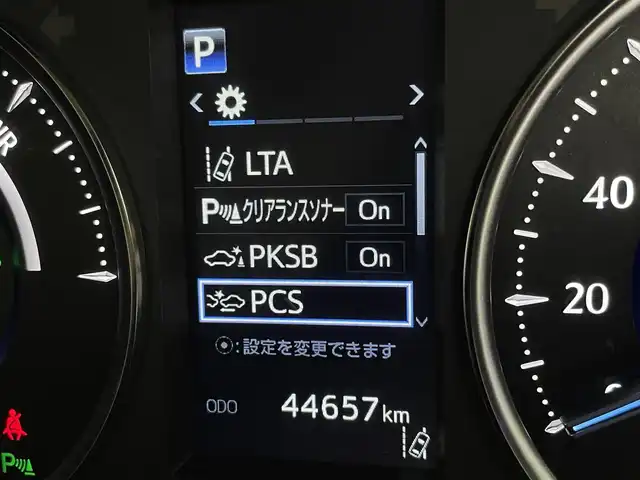 P
LTA
P クリアランスソナー On
PKSB On
PCS
:設定を変更できます
ODO 44657km
40
20
P